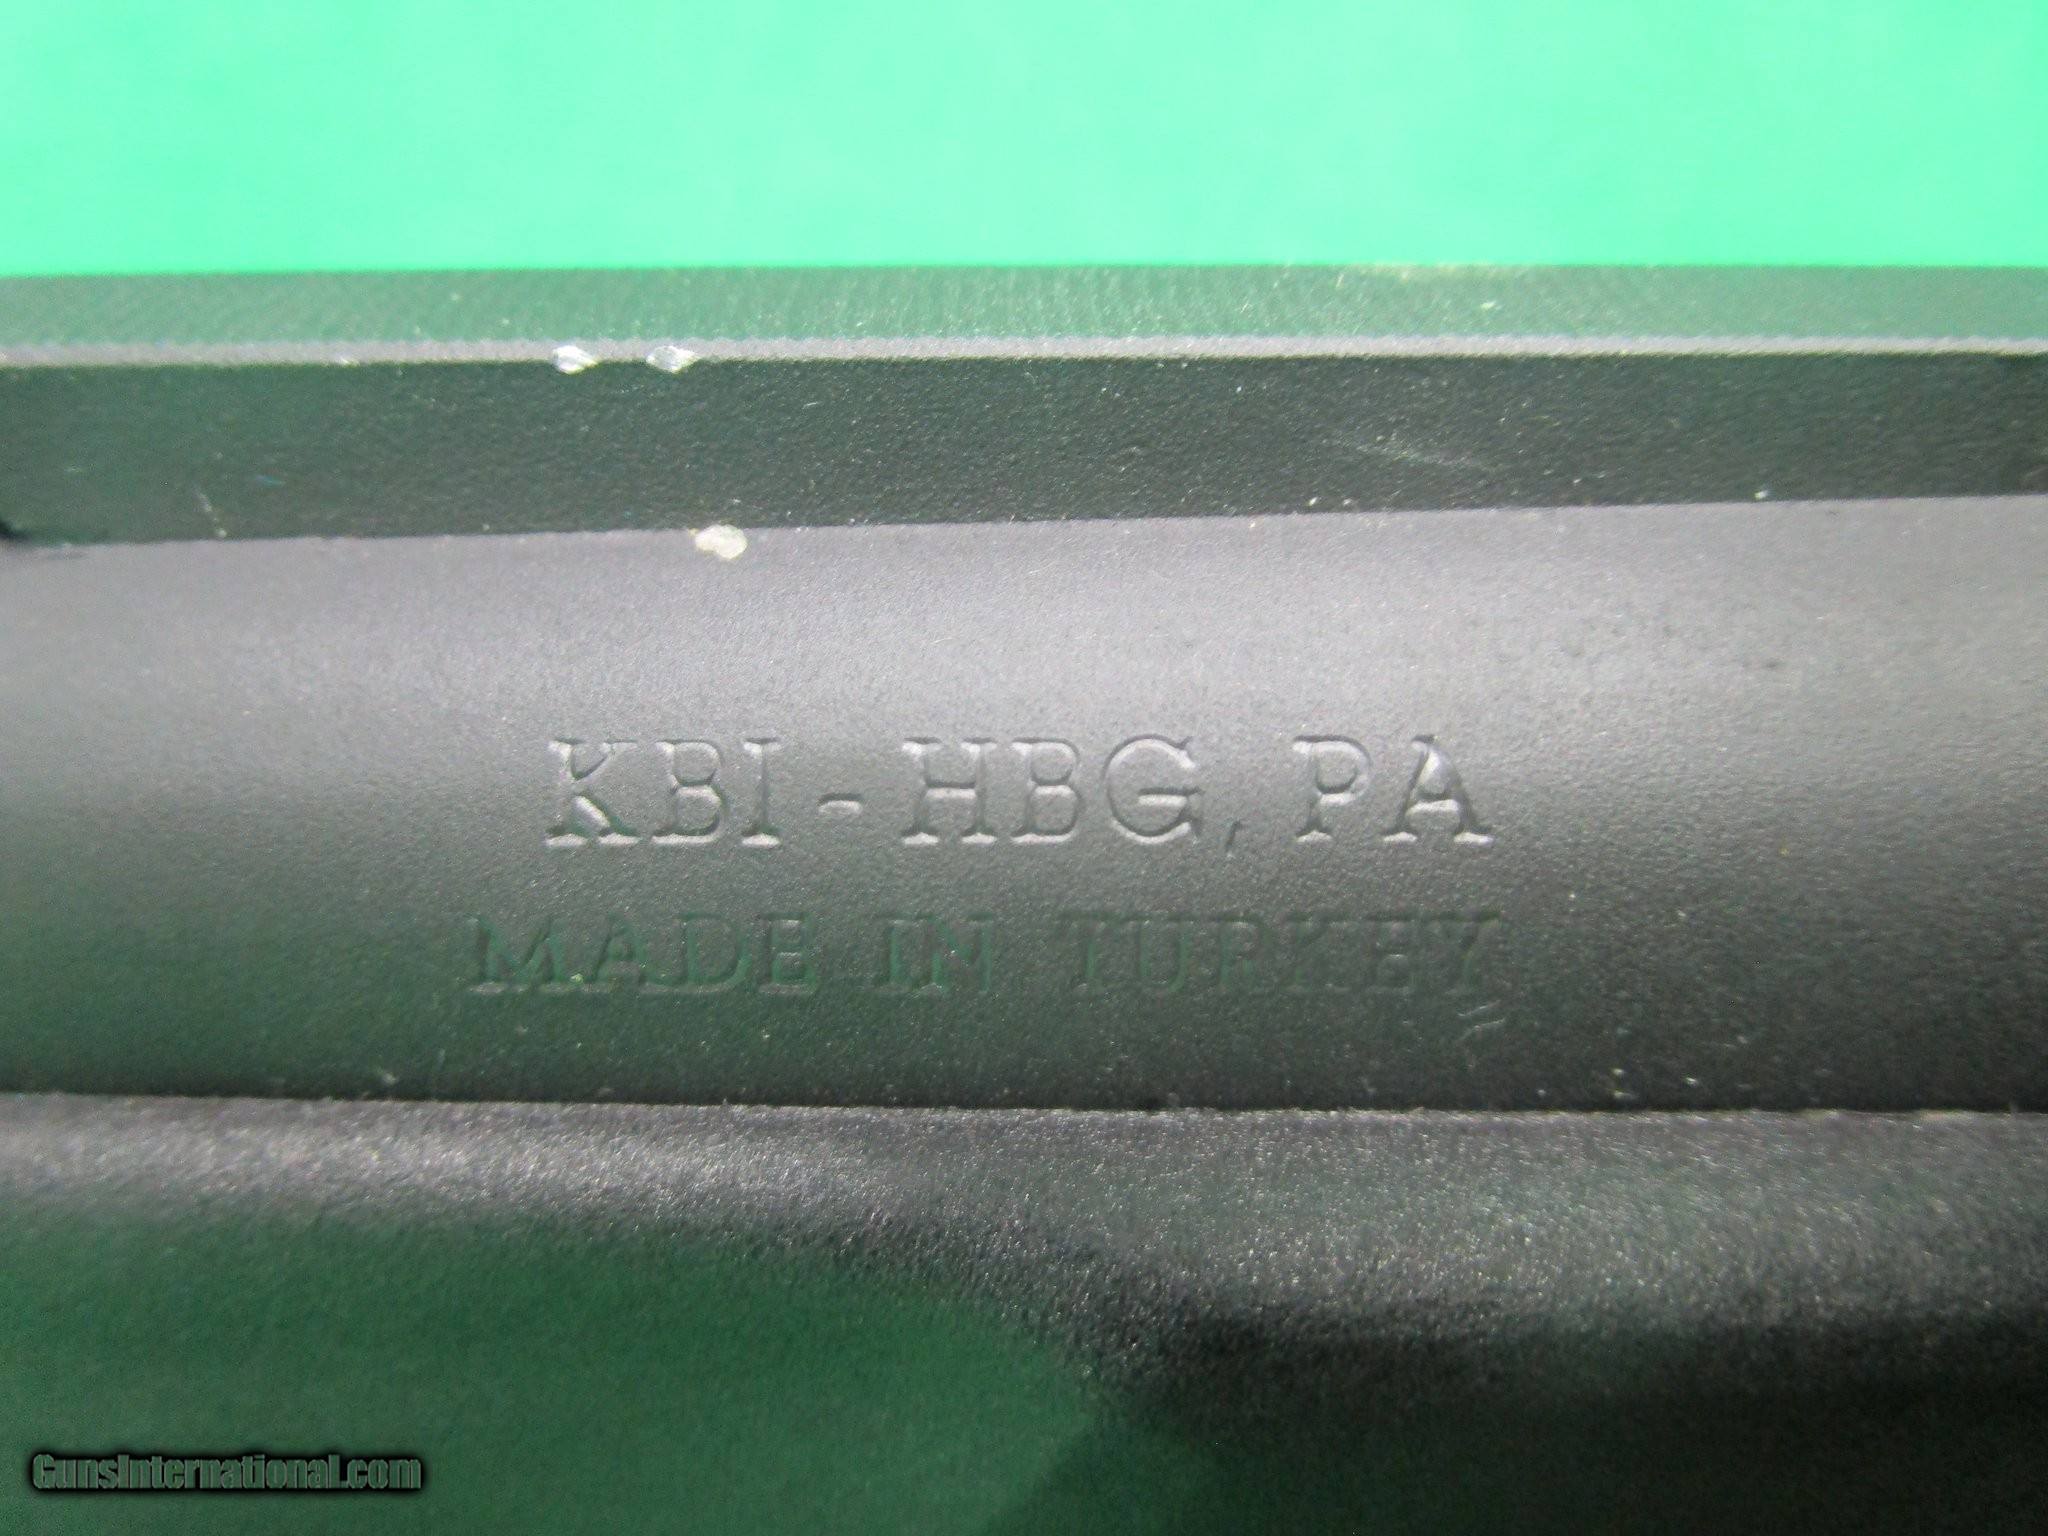 KBI - HBG, PA
MADE IN TURKEY
GunsInternational.com